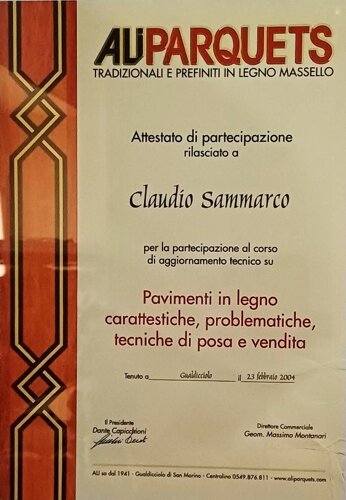 ALIPARQUETS
TRADIZIONALI E PREFINITI IN LEGNO MASSELLO
Attestato di partecipazione
rilasciato a
Claudio Sammarco
per la partecipazione al corso
di aggiornamento tecnico su
Pavimenti in legno
carattestiche, problematiche,
tecniche di posa e vendita
Tenuto a Gualdicciolo il 23 febbraio 2004
Il Presidente
Dante Capicchioni
Direttore Commerciale
Geom. Massimo Montanari
ALI sa dal 1941 - Gualdicciolo di San Marino - Centralino 0549.876.811 - www.aliparquets.com